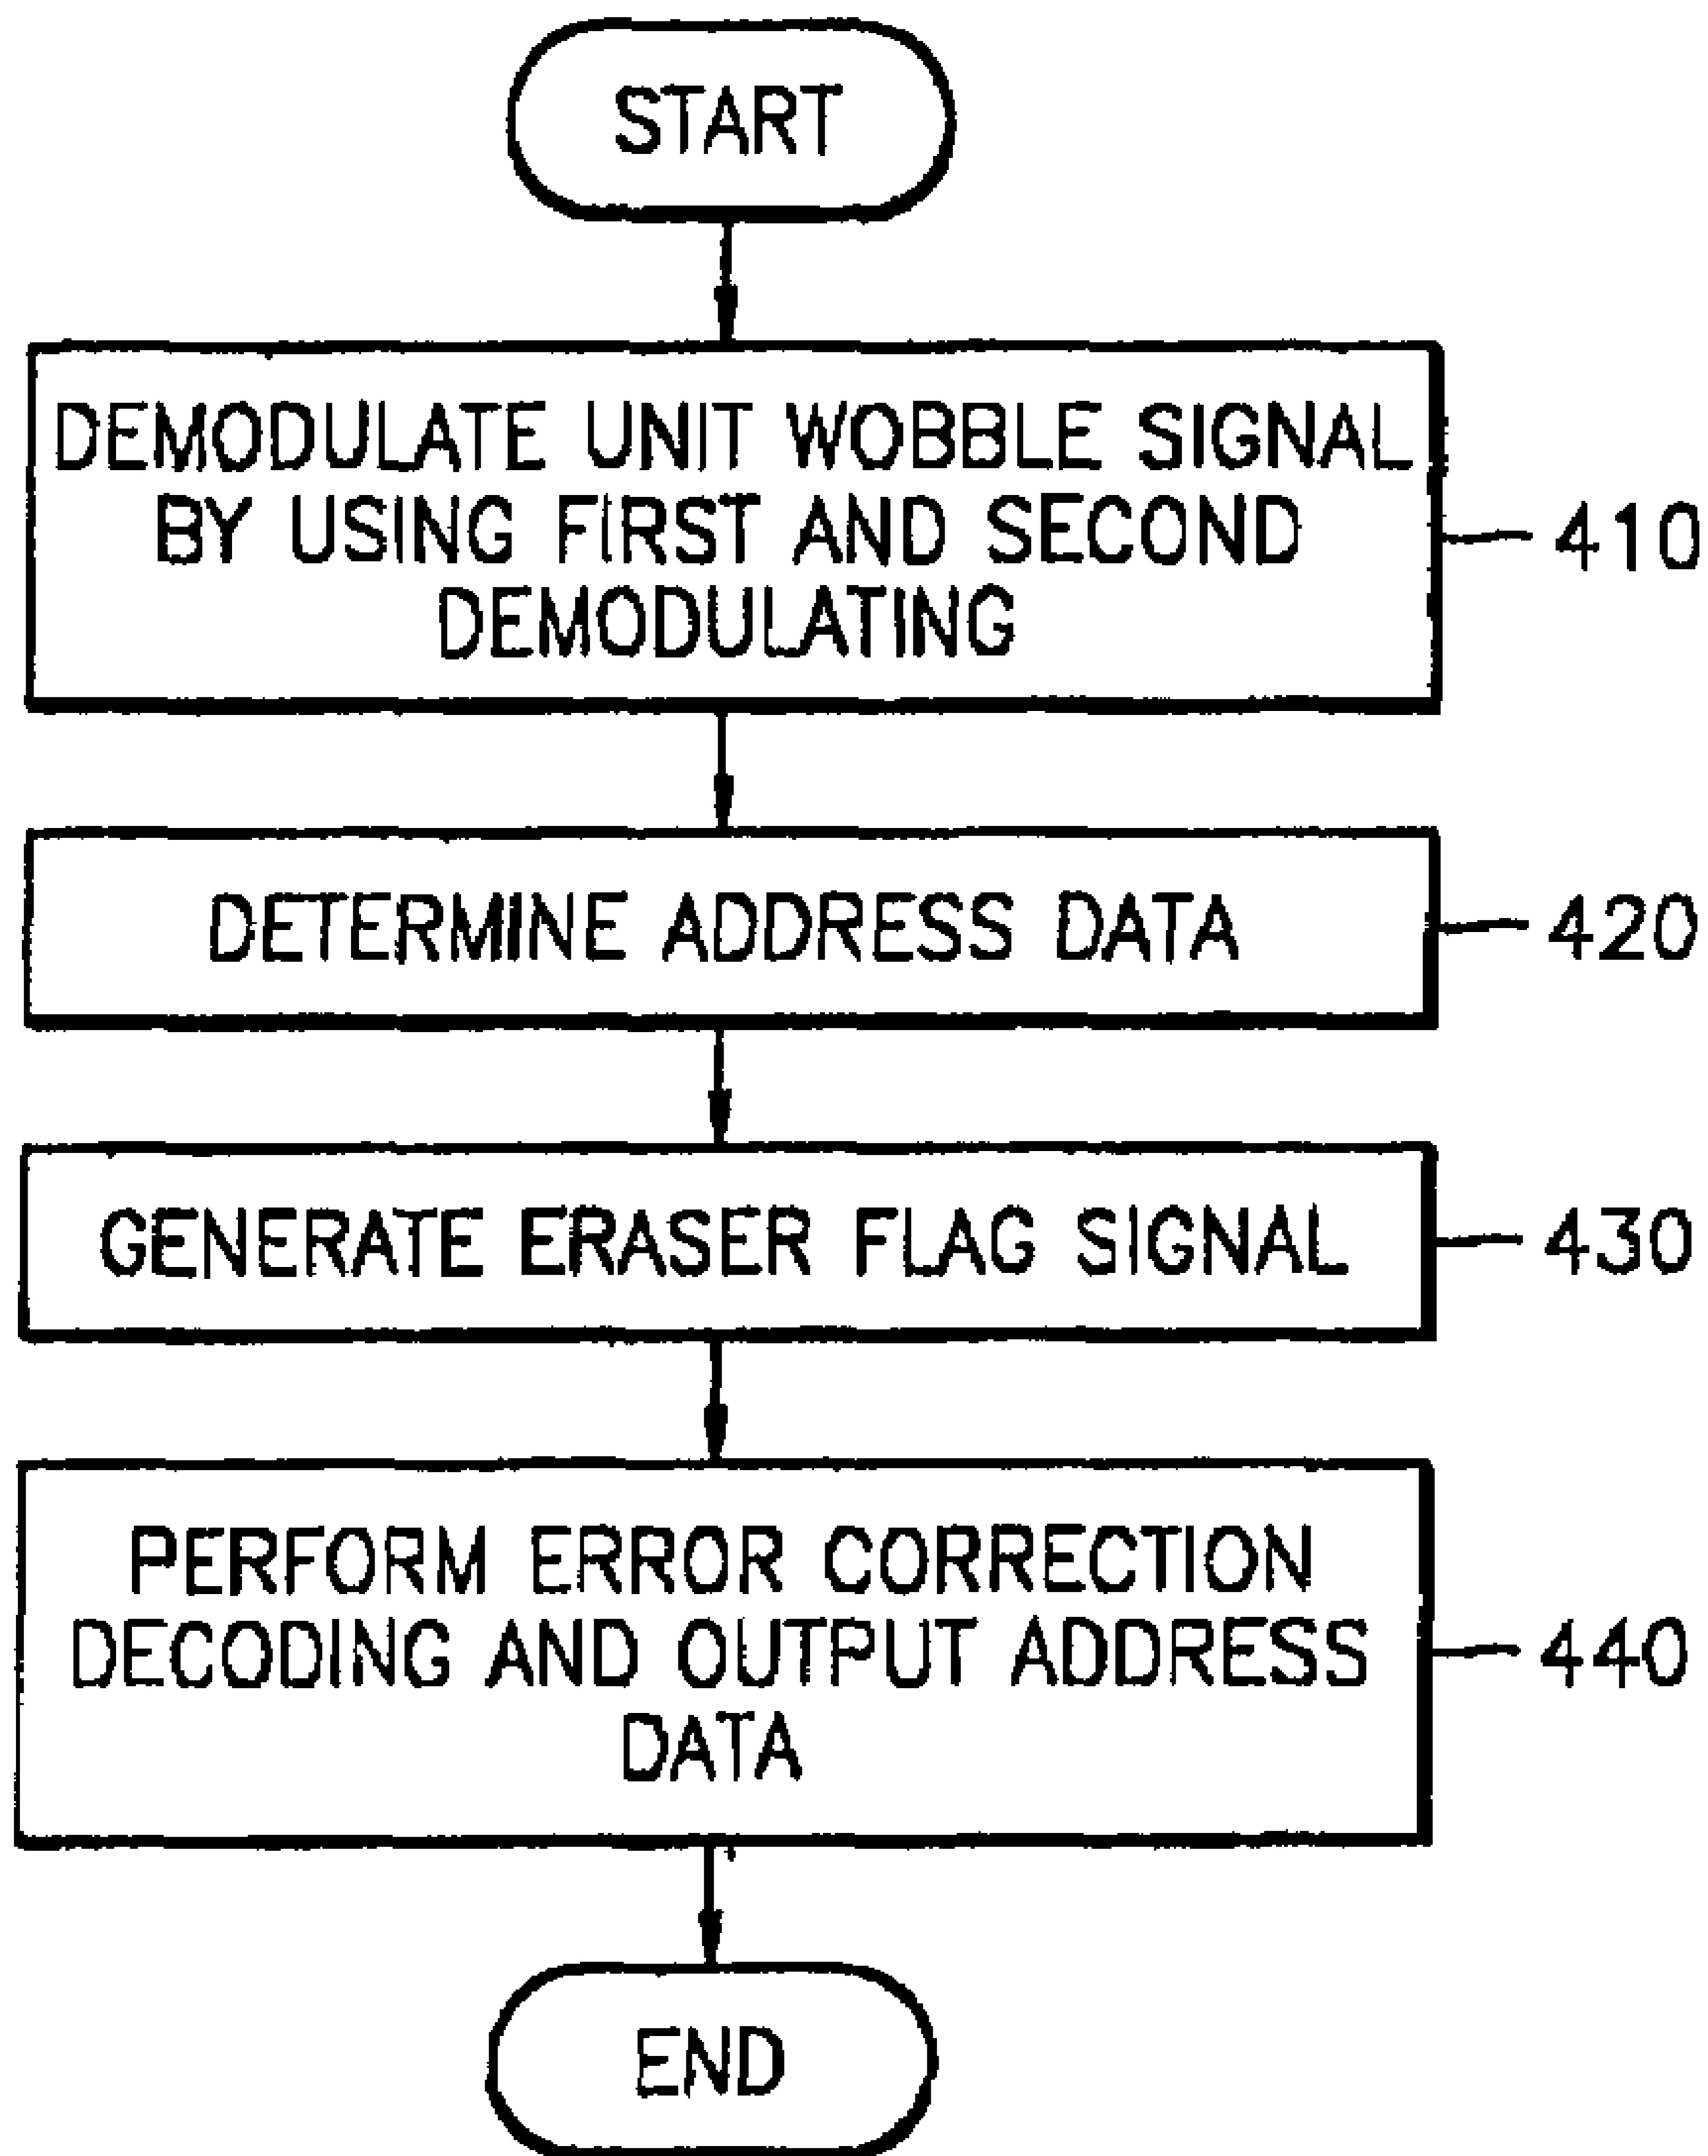 START
DEMODULATE UNIT WOBBLE SIGNAL
BY USING FIRST AND SECOND
DEMODULATING
410
DETERMINE ADDRESS DATA
420
GENERATE ERASER FLAG SIGNAL
430
PERFORM ERROR CORRECTION
DECODING AND OUTPUT ADDRESS
DATA
440
END